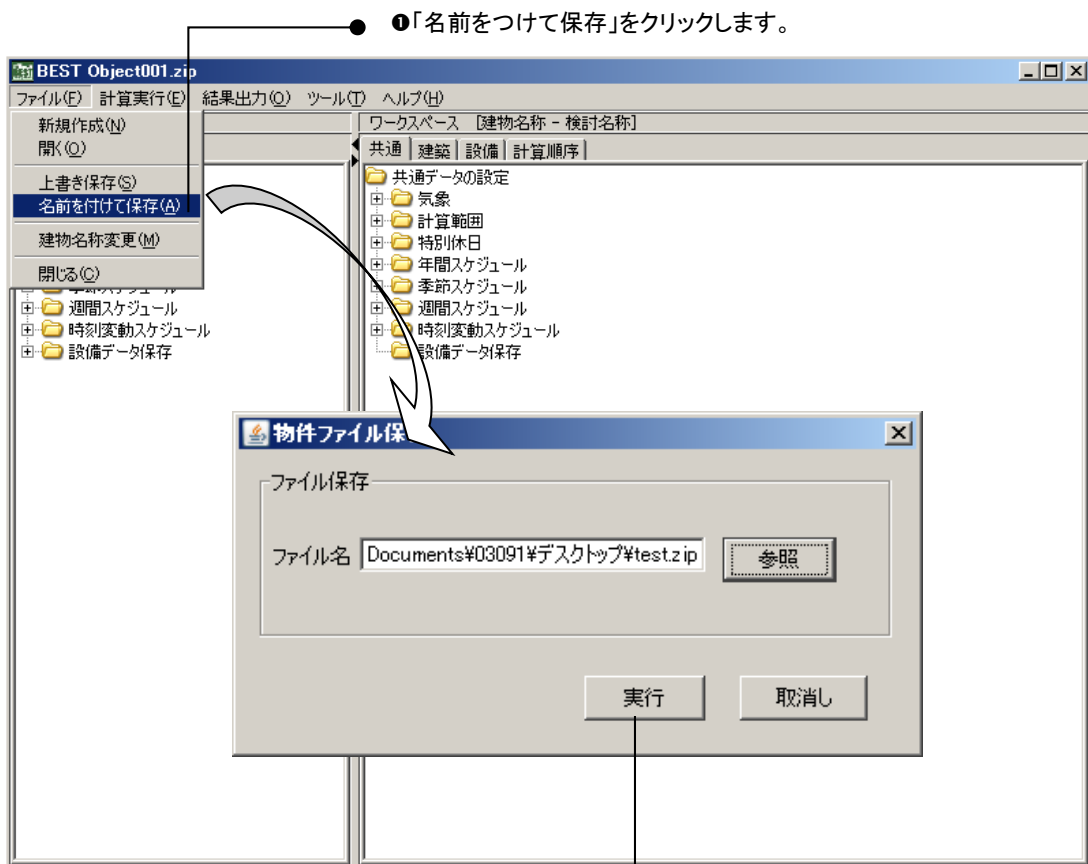 ❶「名前をつけて保存」をクリックします。
BEST Object001.zip
ファイル(F) 計算実行(E) 結果出力(O) ツール(T) ヘルプ(H)
新規作成(N)
開く(O)
上書き保存(S)
名前を付けて保存(A)
建物名称変更(M)
閉じる(C)
季節スケジュール
週間スケジュール
時刻変動スケジュール
設備データ保存
ワークスペース [建物名称 - 検討名称]
共通 建築 設備 計算順序
共通データの設定
気象
計算範囲
特別休日
年間スケジュール
季節スケジュール
週間スケジュール
時刻変動スケジュール
設備データ保存
物件ファイル保
ファイル保存
ファイル名 Documents¥03091¥デスクトップ¥test.zip 参照
実行 取消し